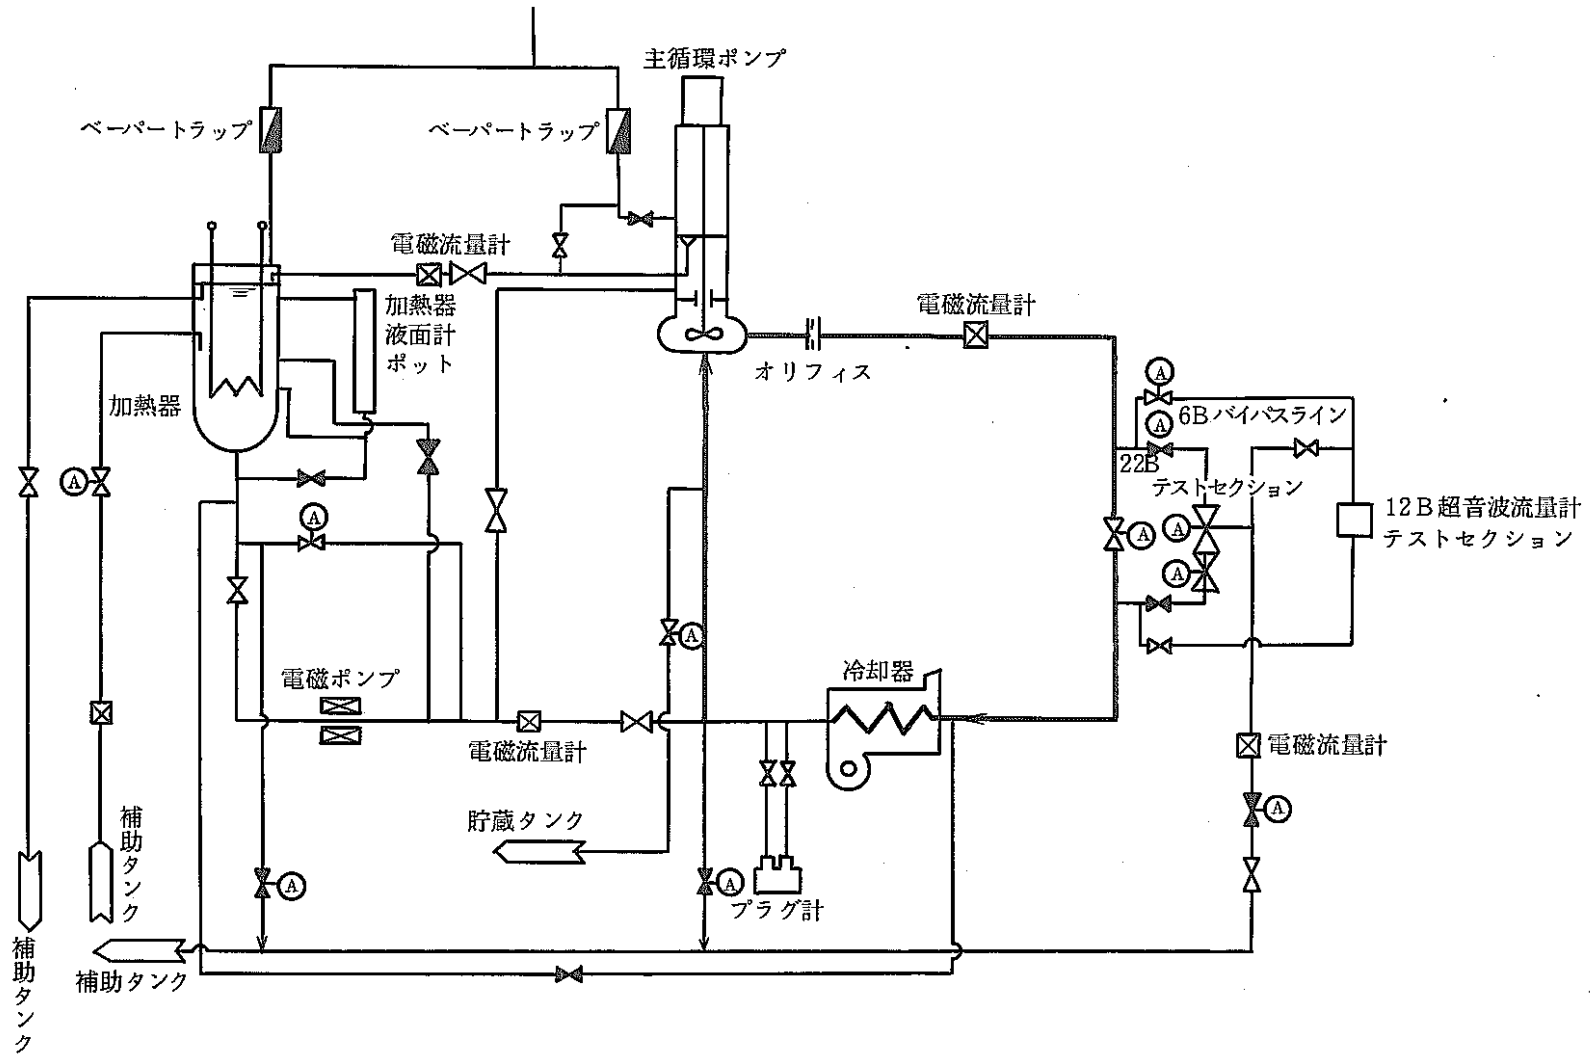 主循環ポンプ
ベーパートラップ
ベーパートラップ
電磁流量計
加熱器
液面計
ポット
電磁流量計
オリフィス
加熱器
A
6Bバイパスライン
A
22B
テストセクション
A
A
A
A
A
12B超音波流量計
テストセクション
A
冷却器
電磁ポンプ
電磁流量計
電磁流量計
A
貯蔵タンク
補助タンク
A
A
プラグ計
補助タンク
補助タンク